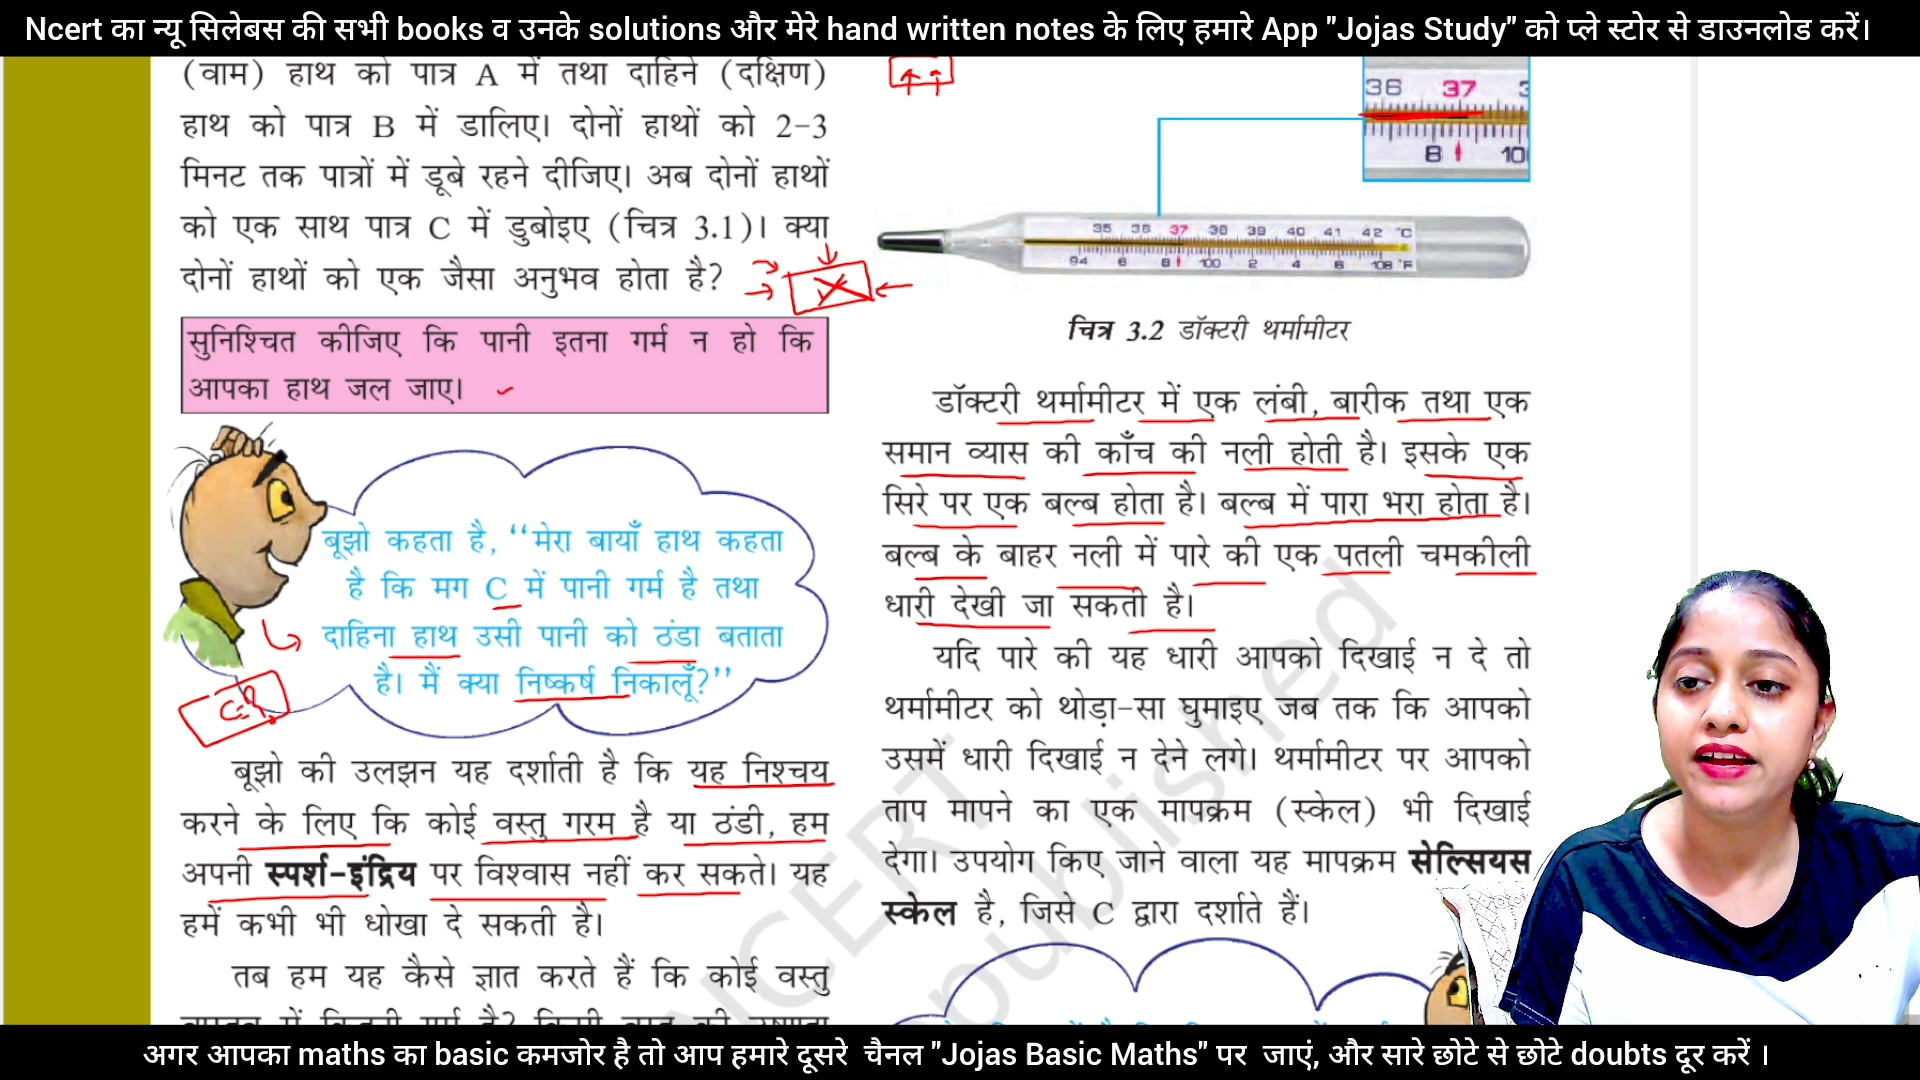 Ncert का न्यू सिलेबस की सभी books व उनके solutions और मेरे hand written notes के लिए हमारे App "Jojas Study" को प्ले स्टोर से डाउनलोड करें।
(वाम) हाथ को पात्र A में तथा दाहिने (दक्षिण)
हाथ को पात्र B में डालिए। दोनों हाथों को 2-3
मिनट तक पात्रों में डूबे रहने दीजिए। अब दोनों हाथों
को एक साथ पात्र C में डुबोइए (चित्र 3.1)। क्या
दोनों हाथों को एक जैसा अनुभव होता है?
सुनिश्चित कीजिए कि पानी इतना गर्म न हो कि
आपका हाथ जल जाए।
बूझो कहता है, ‘‘मेरा बायाँ हाथ कहता
है कि मग C में पानी गर्म है तथा
दाहिना हाथ उसी पानी को ठंडा बताता
है। मैं क्या निष्कर्ष निकालूँ?’’
C=?
बूझो की उलझन यह दर्शाती है कि यह निश्चय
करने के लिए कि कोई वस्तु गरम है या ठंडी, हम
अपनी स्पर्श-इंद्रिय पर विश्वास नहीं कर सकते। यह
हमें कभी भी धोखा दे सकती है।
तब हम यह कैसे ज्ञात करते हैं कि कोई वस्तु
36 37
8 10
35 36 37 38 39 40 41 42 °C
94 6 8 100 2 4 6 108 °F
चित्र 3.2 डॉक्टरी थर्मामीटर
डॉक्टरी थर्मामीटर में एक लंबी, बारीक तथा एक
समान व्यास की काँच की नली होती है। इसके एक
सिरे पर एक बल्ब होता है। बल्ब में पारा भरा होता है।
बल्ब के बाहर नली में पारे की एक पतली चमकीली
धारी देखी जा सकती है।
यदि पारे की यह धारी आपको दिखाई न दे तो
थर्मामीटर को थोड़ा-सा घुमाइए जब तक कि आपको
उसमें धारी दिखाई न देने लगे। थर्मामीटर पर आपको
ताप मापने का एक मापक्रम (स्केल) भी दिखाई
देगा। उपयोग किए जाने वाला यह मापक्रम सेल्सियस
स्केल है, जिसे C द्वारा दर्शाते हैं।
NCERT
published
अगर आपका maths का basic कमजोर है तो आप हमारे दूसरे चैनल "Jojas Basic Maths" पर जाएं, और सारे छोटे से छोटे doubts दूर करें ।